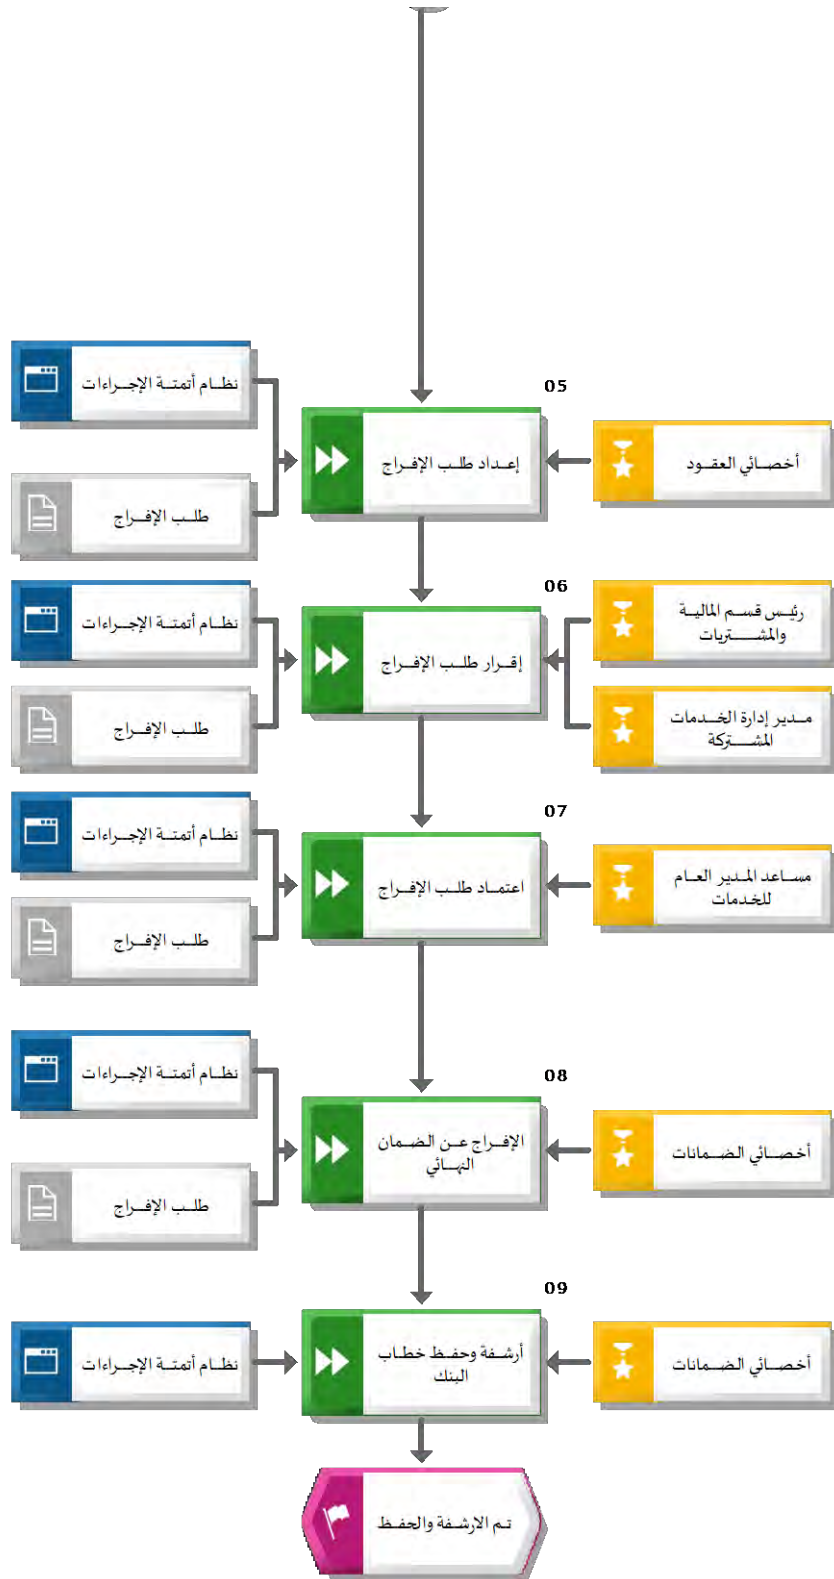 05
أخصائي العقود
إعداد طلب الإفراج
نظام أتمتة الإجراءات
طلب الإفراج
06
رئيس قسم المالية
والمشتريات
مدير إدارة الخدمات
المشتركة
إقرار طلب الإفراج
نظام أتمتة الإجراءات
طلب الإفراج
07
مساعد المدير العام
للخدمات
اعتماد طلب الإفراج
نظام أتمتة الإجراءات
طلب الإفراج
08
أخصائي الضمانات
الإفراج عن الضمان
النهائي
نظام أتمتة الإجراءات
طلب الإفراج
09
أخصائي الضمانات
أرشفة وحفظ خطاب
البنك
نظام أتمتة الإجراءات
تم الارشفة والحفظ